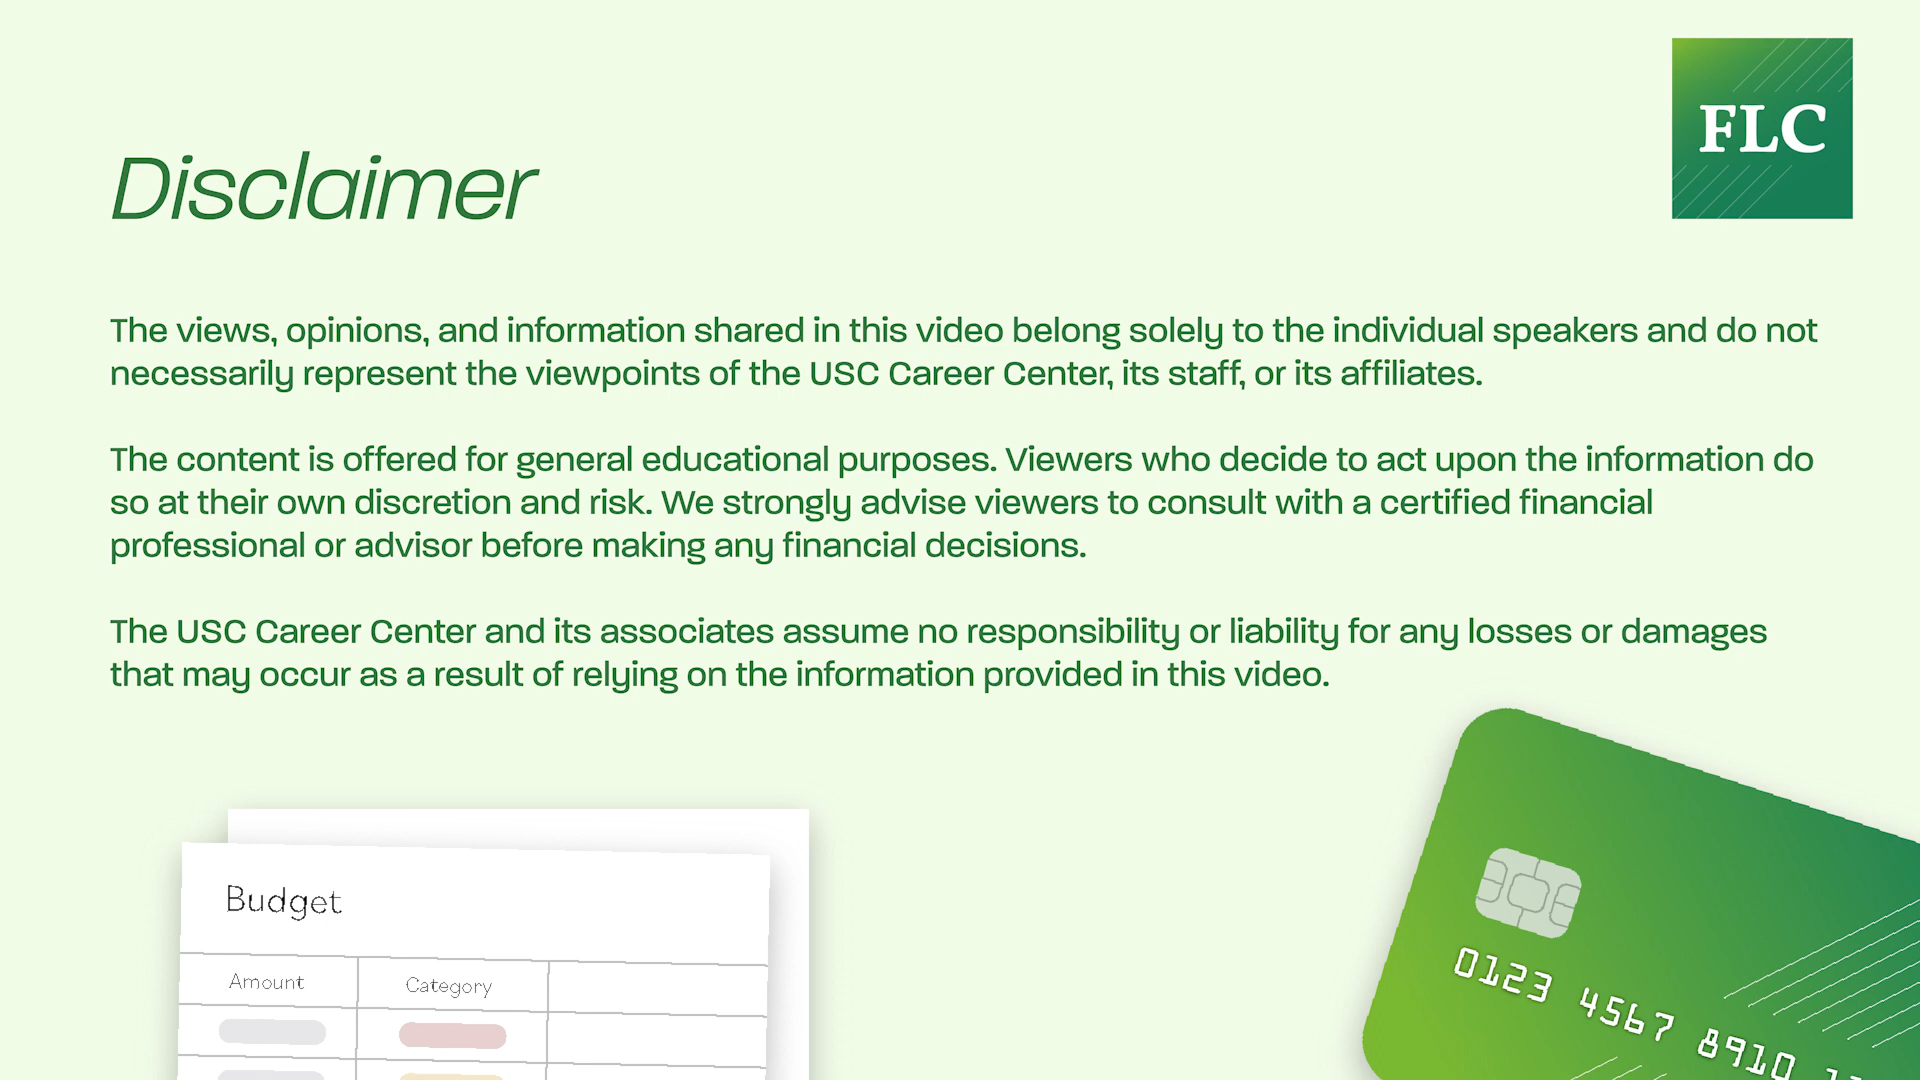 FLC
Disclaimer
The views, opinions, and information shared in this video belong solely to the individual speakers and do not
necessarily represent the viewpoints of the USC Career Center, its staff, or its affiliates.
The content is offered for general educational purposes. Viewers who decide to act upon the information do
so at their own discretion and risk. We strongly advise viewers to consult with a certified financial
professional or advisor before making any financial decisions.
The USC Career Center and its associates assume no responsibility or liability for any losses or damages
that may occur as a result of relying on the information provided in this video.
Budget
Amount Category
0123 4567 8910